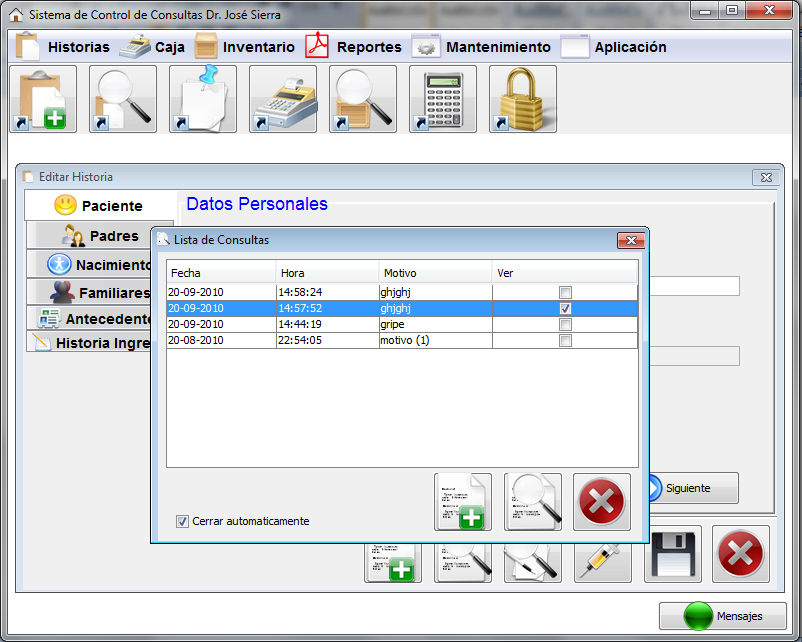 Sistema de Control de Consultas Dr. José Sierra
Historias Caja Inventario Reportes Mantenimiento Aplicación
Editar Historia
Paciente
Datos Personales
Padres
Nacimiento
Familiares
Antecedente
Historia Ingre
Lista de Consultas
Fecha Hora Motivo Ver
20-09-2010 14:58:24 ghjghj
20-09-2010 14:57:52 ghjghj
20-09-2010 14:44:19 gripe
20-08-2010 22:54:05 motivo (1)
Siguiente
Cerrar automaticamente
Mensajes